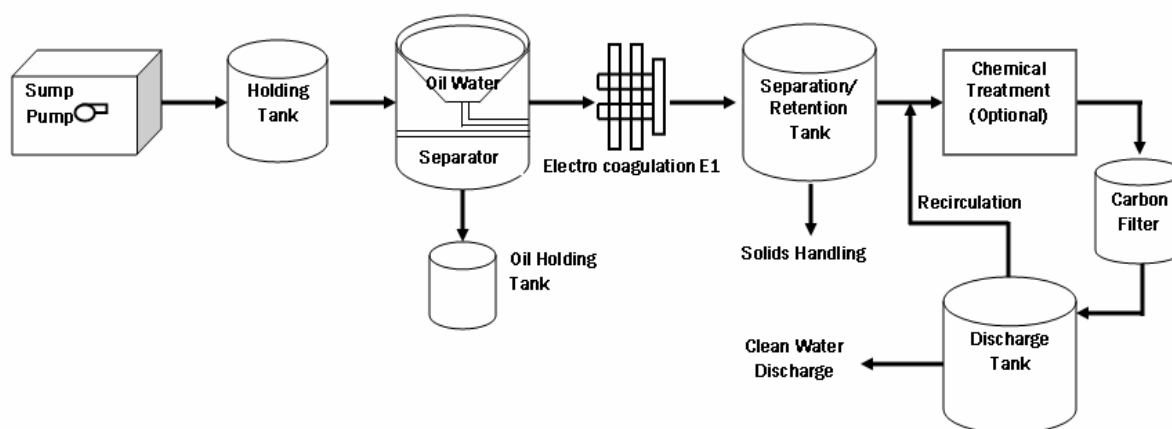 Sump
Pump
Holding
Tank
Oil Water
Separator
Oil Holding
Tank
Electro coagulation E1
Separation/
Retention
Tank
Solids Handling
Chemical
Treatment
(Optional)
Recirculation
Carbon
Filter
Discharge
Tank
Clean Water
Discharge